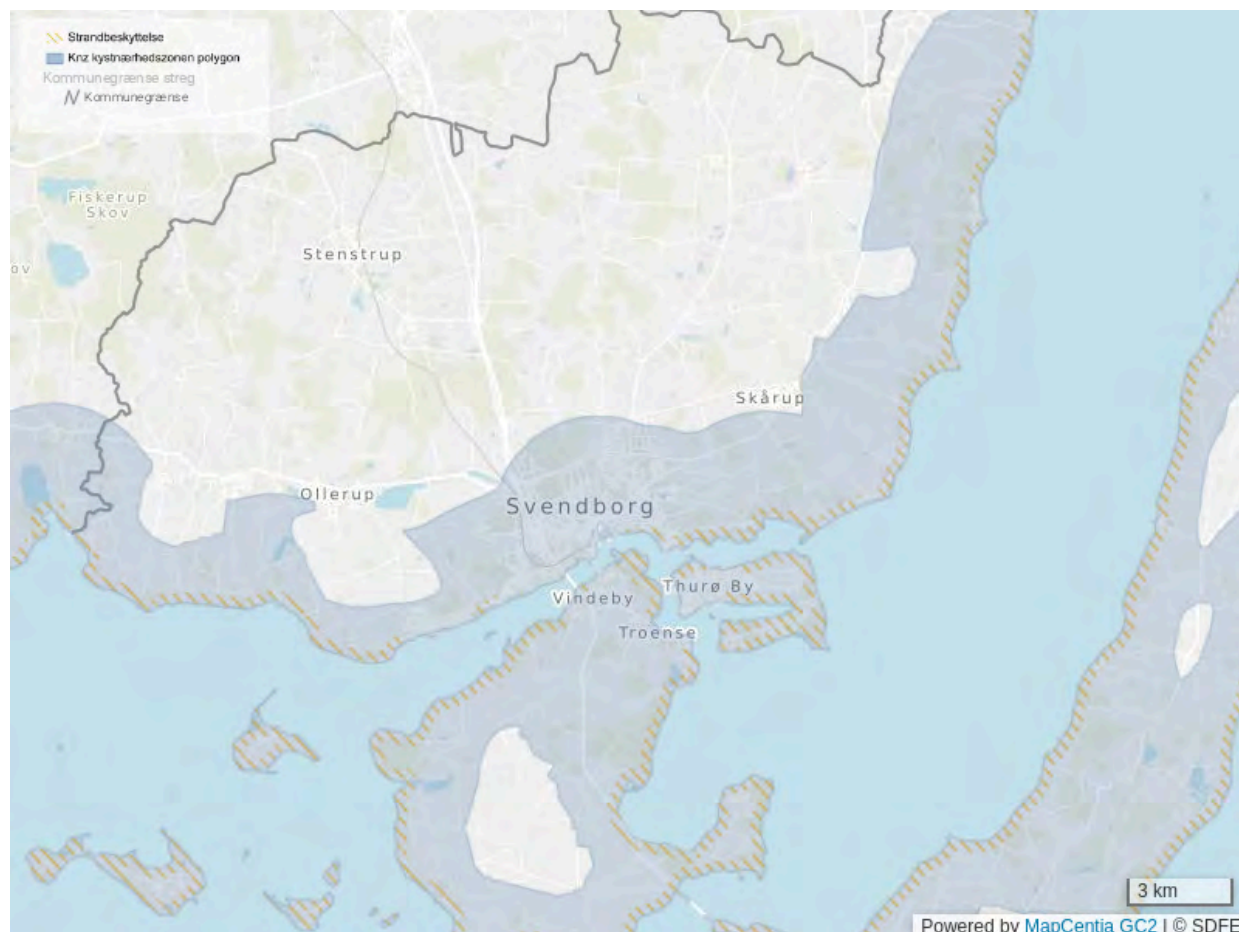 Strandbeskyttelse
Knz kystnærhedszonen polygon
Kommunegrænse streg
Kommunegrænse
Fiskerup
Skov
ov
Stenstrup
Skårup
Ollerup
Svendborg
Vindeby
Thurø By
Troense
3 km
Powered by MapCentia GC2 | © SDFE